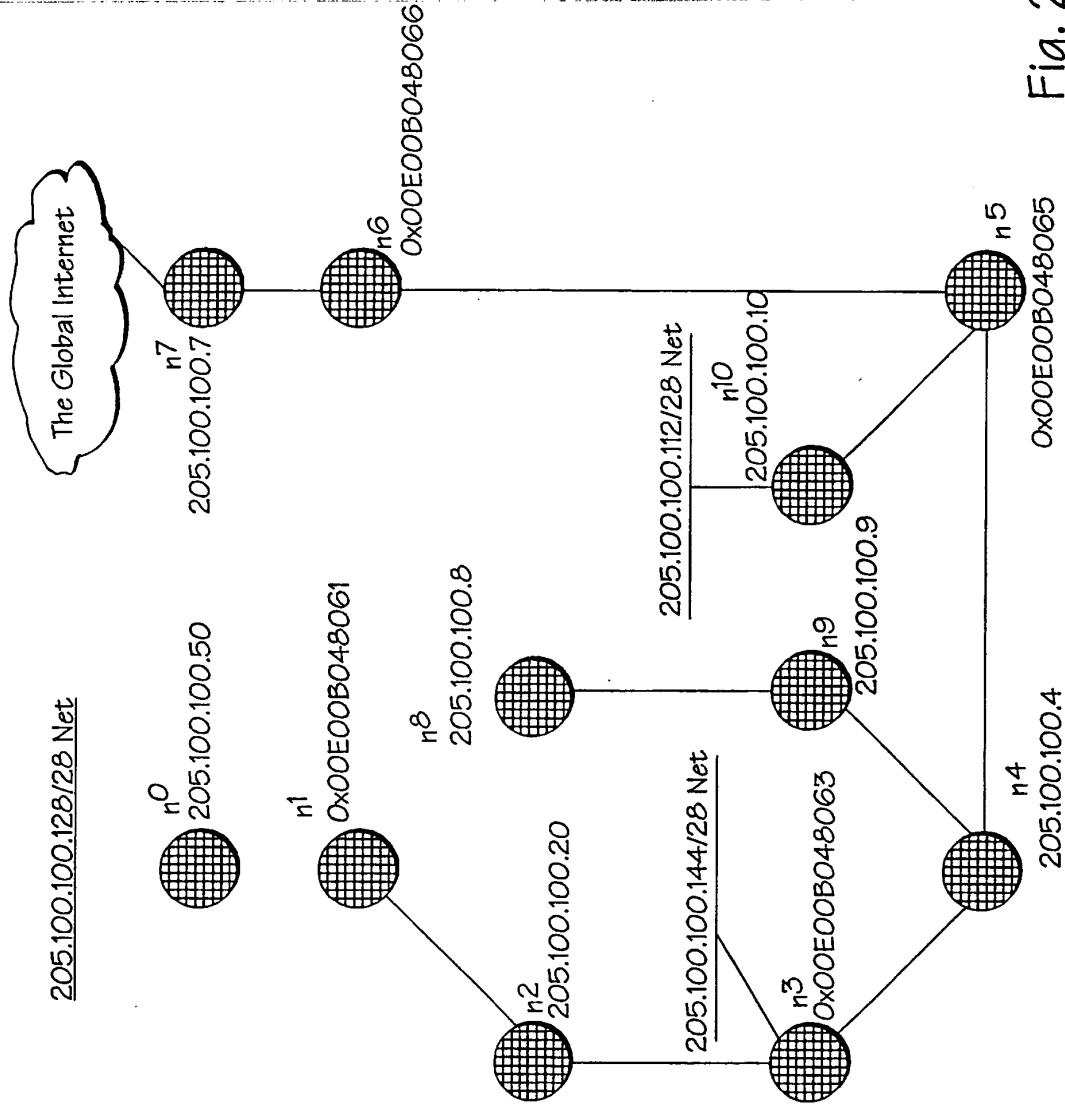 The Global Internet
n7
205.100.100.7
n6
0x00E00B048066
205.100.100.128/28 Net
n0
205.100.100.50
n1
0x00E00B048061
n8
205.100.100.8
n2
205.100.100.20
205.100.100.112/28 Net
n10
205.100.100.10
n9
205.100.100.9
205.100.100.144/28 Net
n3
0x00E00B048063
n4
205.100.100.4
n5
0x00E00B048065
Fig. 2